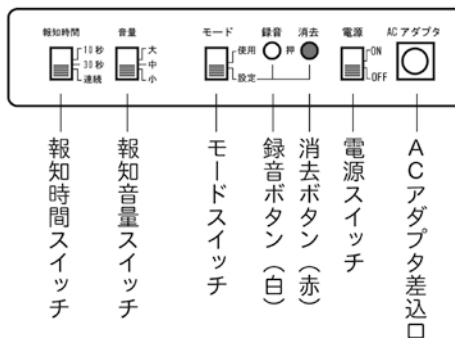 報知時間
10秒
30秒
連続
音量
大
中
小
モード
使用
設定
録音
押
消去
電源
ON
OFF
ACアダプタ
報知時間スイッチ
報知音量スイッチ
モードスイッチ
録音ボタン（白）
消去ボタン（赤）
電源スイッチ
ACアダプタ差込口